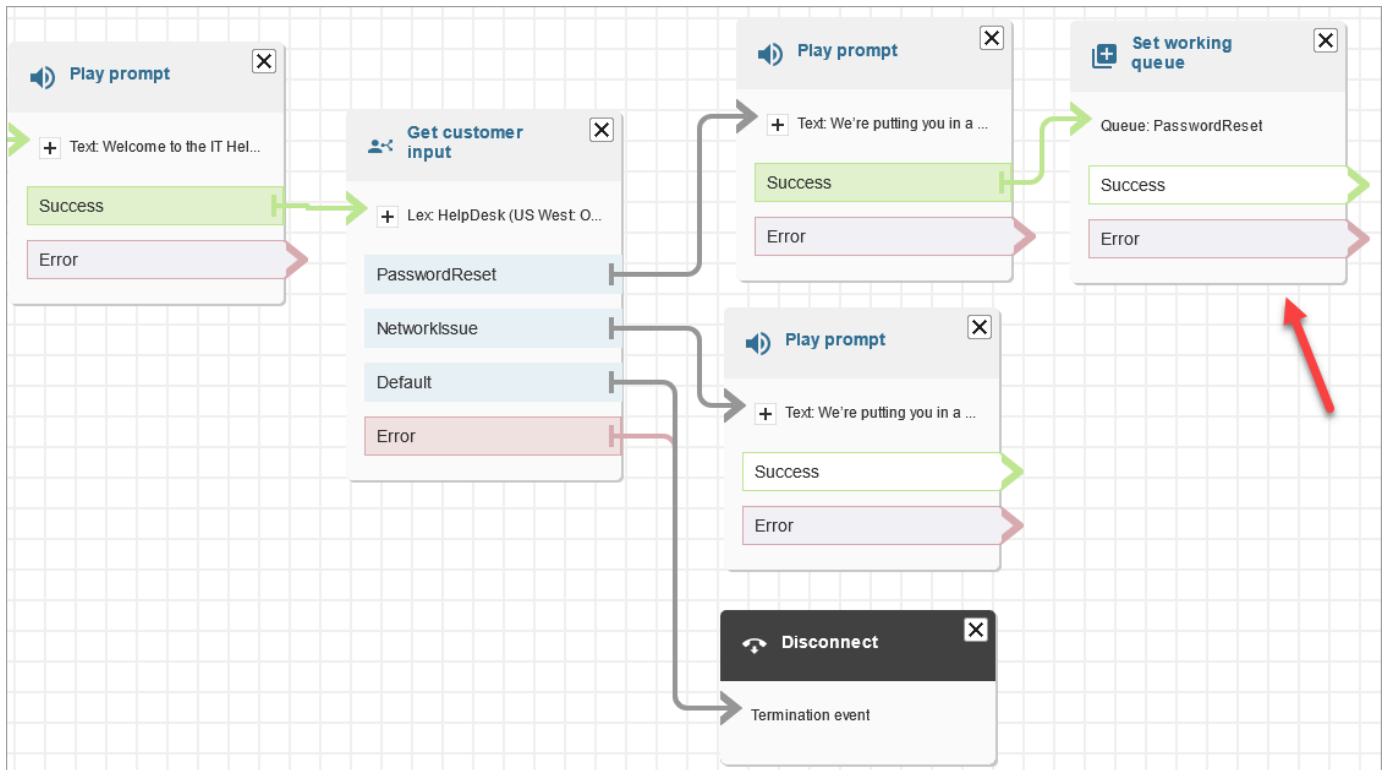 Play prompt
Text: Welcome to the IT Hel...
Success
Error
Get customer
input
Lex: HelpDesk (US West: O...
PasswordReset
NetworkIssue
Default
Error
Play prompt
Text: We're putting you in a ...
Success
Error
Set working
queue
Queue: PasswordReset
Success
Error
Play prompt
Text: We're putting you in a ...
Success
Error
Disconnect
Termination event